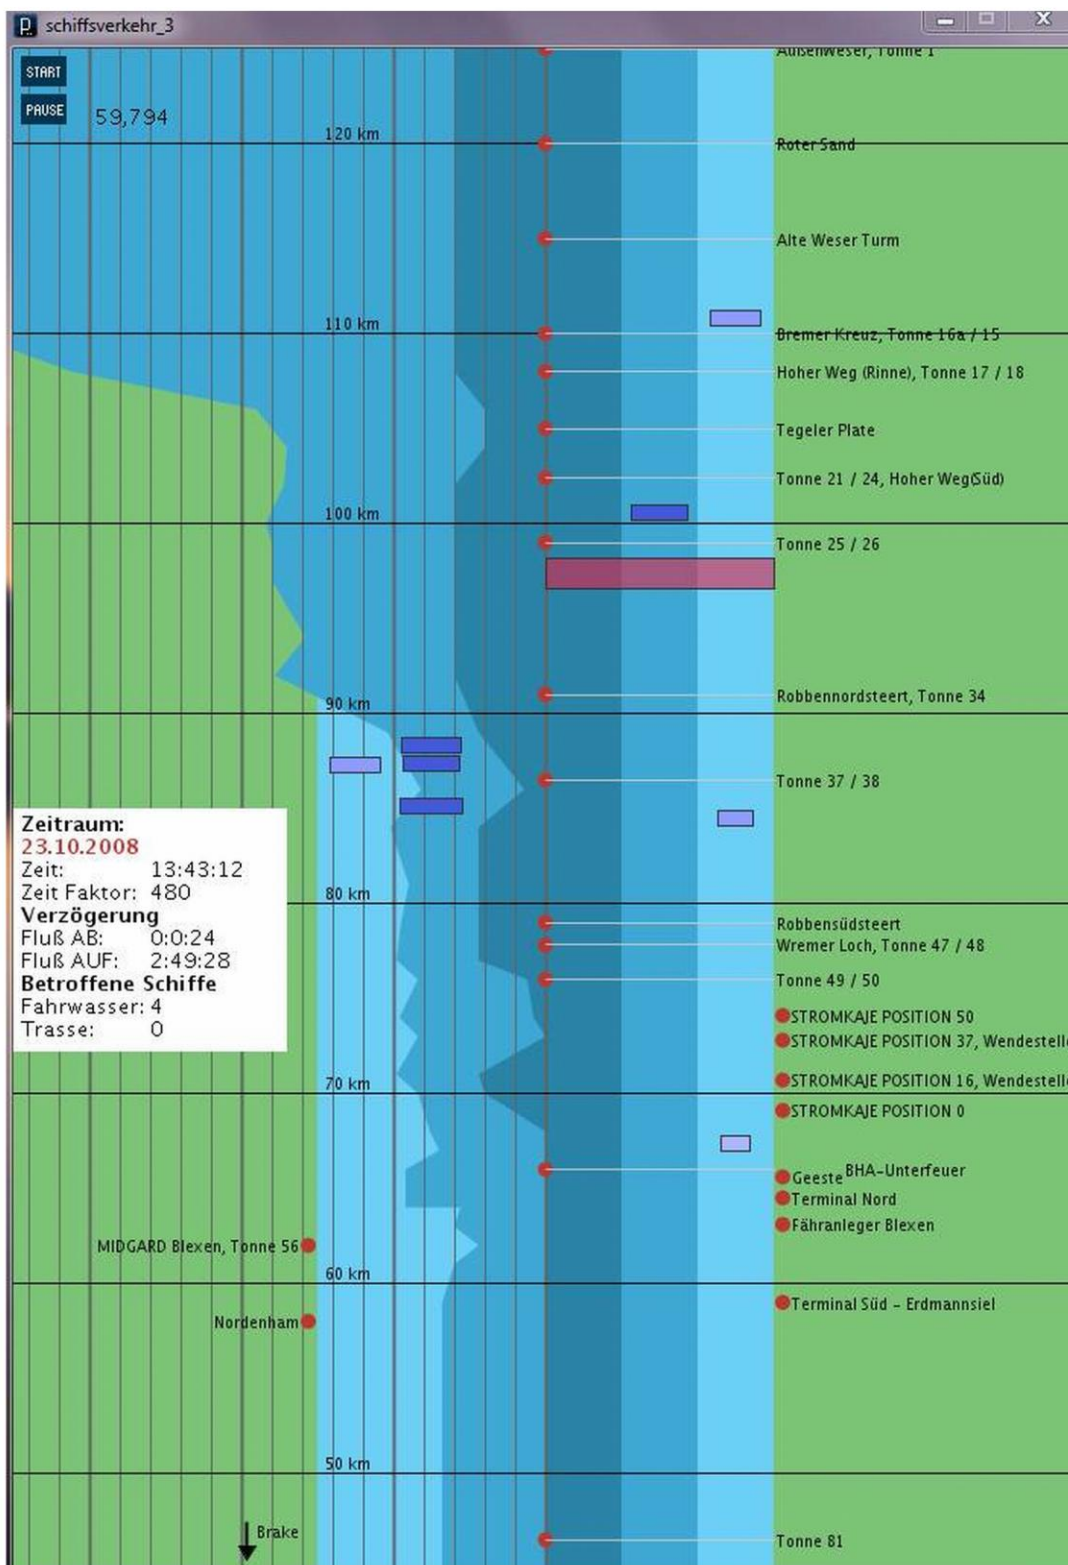 schiffsverkehr_3
Außenweser, Tonne 1
START
PAUSE
59,794
120 km
Roter Sand
Alte Weser Turm
110 km
Bremer Kreuz, Tonne 16a / 15
Hoher Weg (Rinne), Tonne 17 / 18
Tegeler Plate
Tonne 21 / 24, Hoher Weg(Süd)
100 km
Tonne 25 / 26
Robbennordsteert, Tonne 34
90 km
Tonne 37 / 38
Zeitraum:
23.10.2008
Zeit: 13:43:12
Zeit Faktor: 480
Verzögerung
Fluß AB: 0:0:24
Fluß AUF: 2:49:28
Betroffene Schiffe
Fahrwasser: 4
Trasse: 0
80 km
Robbensüdsteert
Wremer Loch, Tonne 47 / 48
Tonne 49 / 50
STROMKAJE POSITION 50
STROMKAJE POSITION 37, Wendestell
70 km
STROMKAJE POSITION 16, Wendestell
STROMKAJE POSITION 0
BHA-Unterfeuer
Geeste
Terminal Nord
Fähranleger Blexen
MIDGARD Blexen, Tonne 56
60 km
Terminal Süd - Erdmannsiel
Nordenham
50 km
Brake
Tonne 81